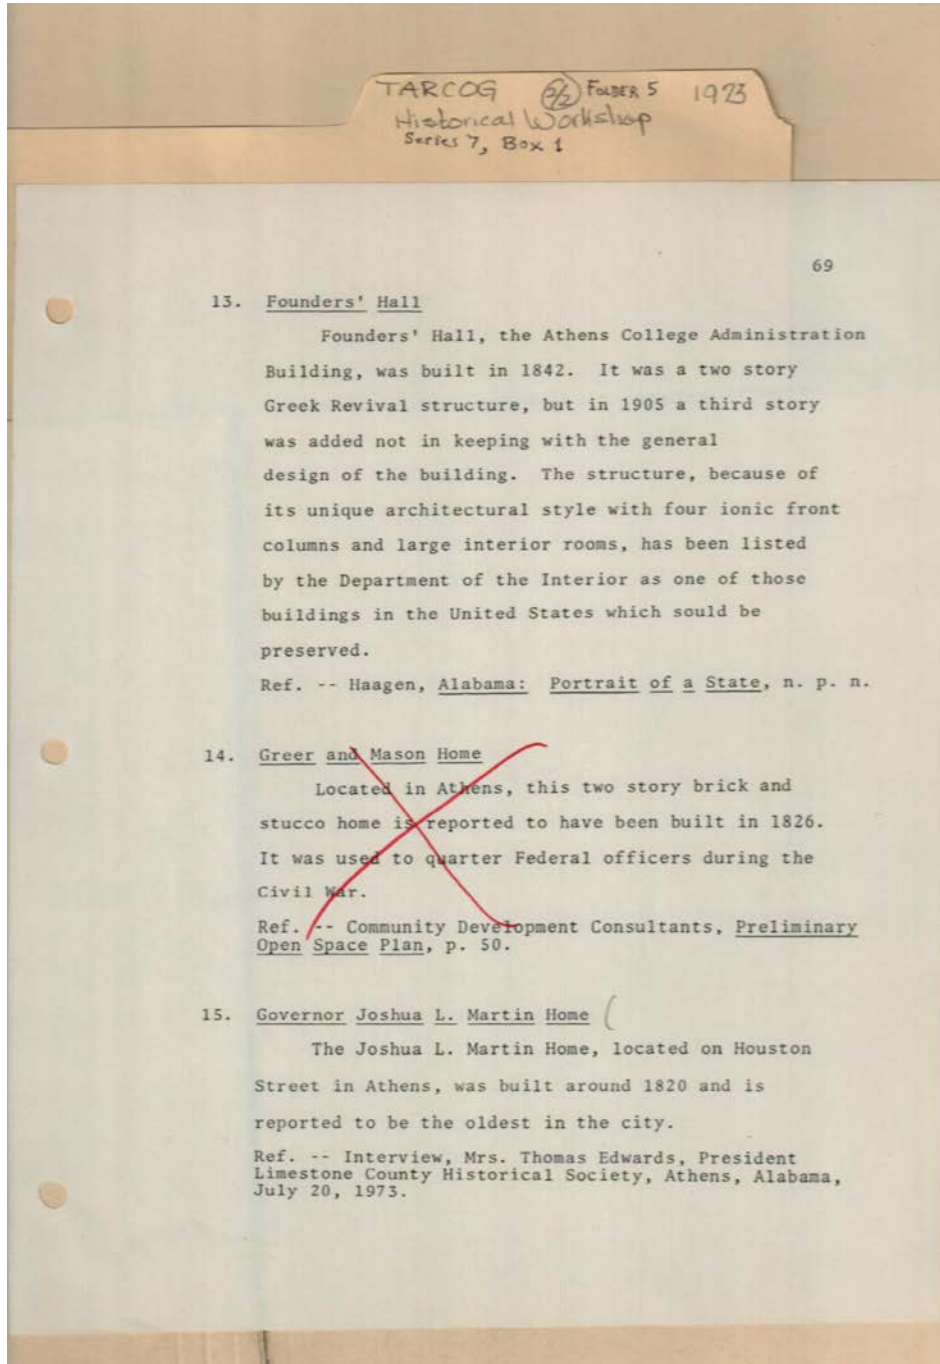 TARCOG 2/2 FOLDER 5 1973
Historical Workshop
Series 7, Box 1
69
13. Founders' Hall
Founders' Hall, the Athens College Administration
Building, was built in 1842. It was a two story
Greek Revival structure, but in 1905 a third story
was added not in keeping with the general
design of the building. The structure, because of
its unique architectural style with four ionic front
columns and large interior rooms, has been listed
by the Department of the Interior as one of those
buildings in the United States which sould be
preserved.
Ref. -- Haagen, Alabama: Portrait of a State, n. p. n.
14. Greer and Mason Home
Located in Athens, this two story brick and
stucco home is reported to have been built in 1826.
It was used to quarter Federal officers during the
Civil War.
Ref. -- Community Development Consultants, Preliminary
Open Space Plan, p. 50.
15. Governor Joshua L. Martin Home (
The Joshua L. Martin Home, located on Houston
Street in Athens, was built around 1820 and is
reported to be the oldest in the city.
Ref. -- Interview, Mrs. Thomas Edwards, President
Limestone County Historical Society, Athens, Alabama,
July 20, 1973.